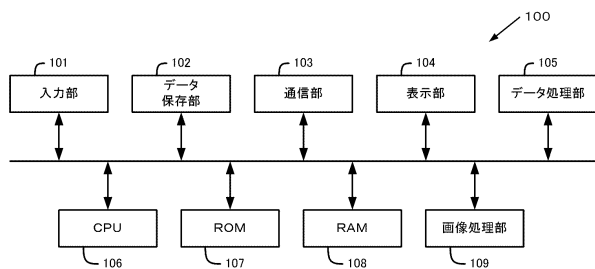 100
101
102
103
104
105
入力部
データ
保存部
通信部
表示部
データ処理部
CPU
ROM
RAM
画像処理部
106
107
108
109